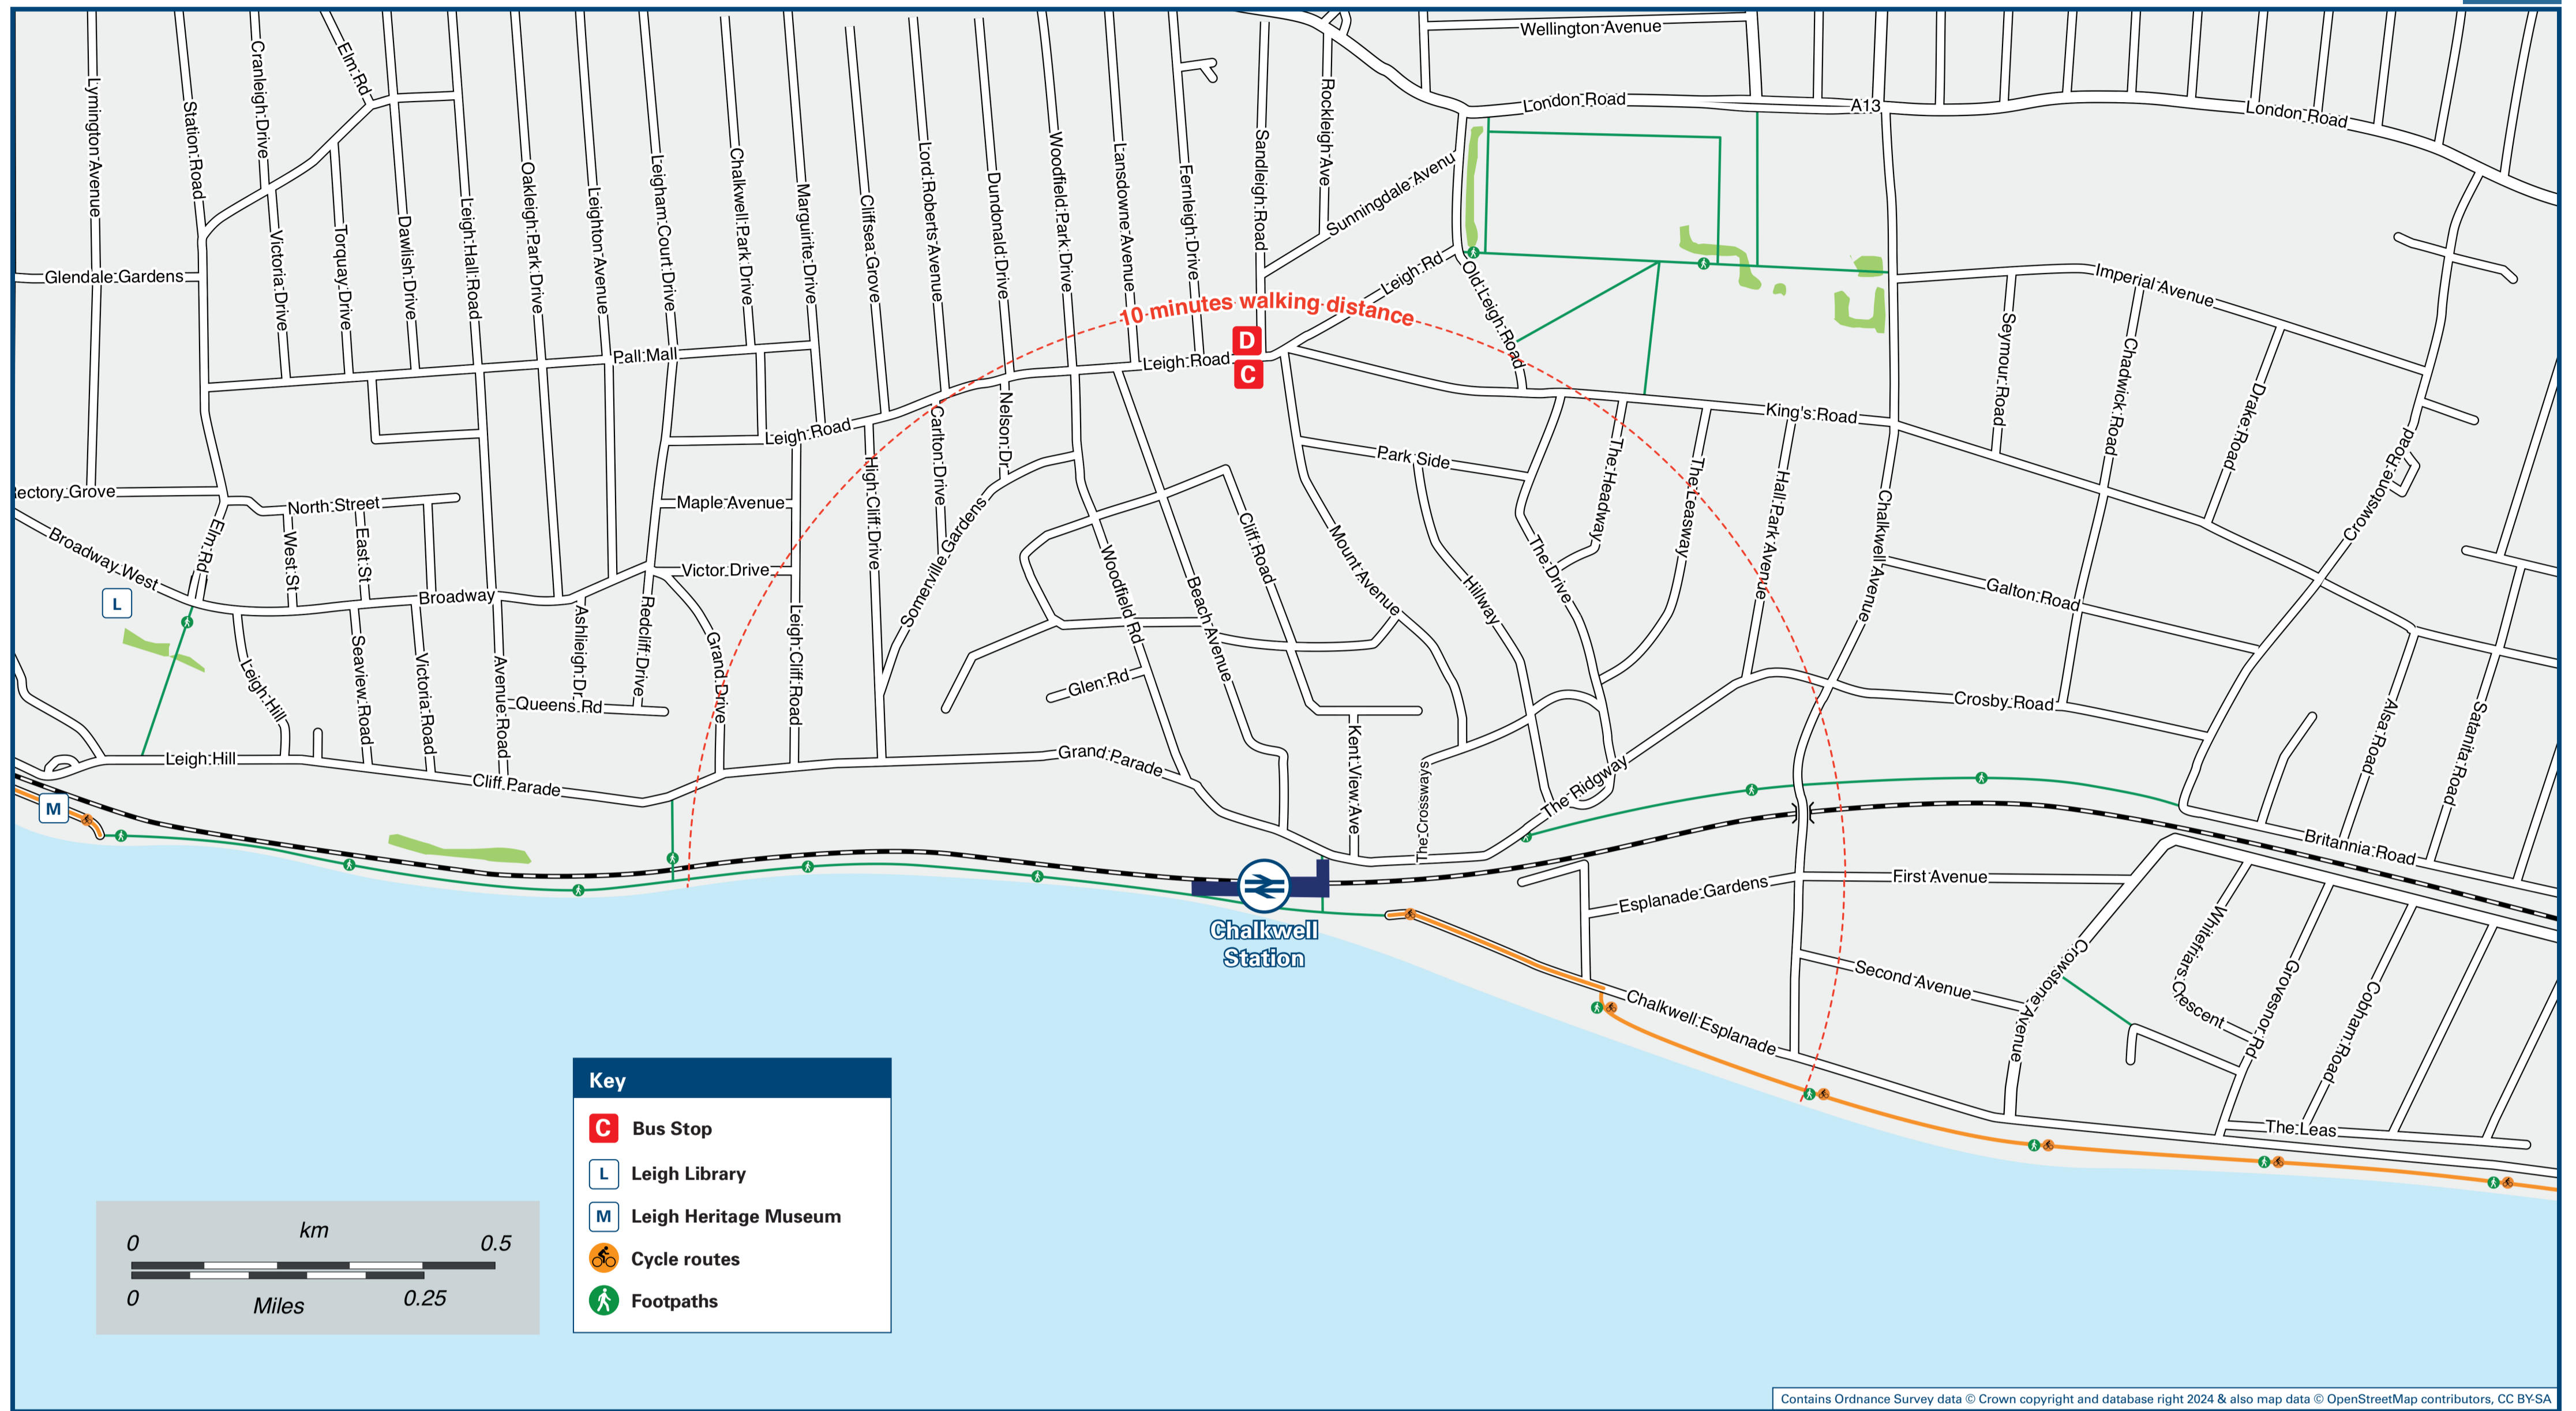 Wellington Avenue
London Road
A13
London Road
Lymington Avenue
Station Road
Cranleigh Drive
Elm Rd
Leigh Hall Road
Oakleigh Park Drive
Leighton Avenue
Leigham Court Drive
Chalkwell Park Drive
Marguirite Drive
Cliffsea Grove
Lord Roberts Avenue
Dundonald Drive
Woodfield Park Drive
Lansdowne Avenue
Fernleigh Drive
Sandleigh Road
Rockleigh Ave
Sunningdale Avenu
Leigh Rd
Old Leigh Road
Glendale Gardens
Victoria Drive
Torquay Drive
Dawlish Drive
Imperial Avenue
10 minutes walking distance
D
C
Pall Mall
Leigh Road
Leigh Road
Carlton Drive
Nelson Dr
High Cliff Drive
King's Road
Seymour Road
Chadwick Road
Drake Road
Crowstone Road
Park Side
The Headway
The Leasway
Hall Park Avenue
Chalkwell Avenue
Rectory Grove
North Street
Maple Avenue
Elm Rd
West St
East St
Broadway West
L
Broadway
Victor Drive
Somerville Gardens
Woodfield Rd
Beach Avenue
Cliff Road
Mount Avenue
Hillway
The Drive
Galton Road
Leigh Hill
Seaview Road
Victoria Road
Avenue Road
Ashleigh Dr
Redcliff Drive
Grand Drive
Leigh Cliff Road
Queens Rd
Glen Rd
Crosby Road
Alsa Road
Satanita Road
Leigh Hill
Cliff Parade
Grand Parade
Kent View Ave
The Crossways
The Ridgway
Britannia Road
M
Chalkwell
Station
Esplanade Gardens
First Avenue
Second Avenue
Crowstone Avenue
Whitefriars Crescent
Grovesnor Rd
Cobham Road
Chalkwell Esplanade
The Leas
Key
C Bus Stop
L Leigh Library
M Leigh Heritage Museum
Cycle routes
Footpaths
km
0 0.5
0 Miles 0.25
Contains Ordnance Survey data © Crown copyright and database right 2024 & also map data © OpenStreetMap contributors, CC BY-SA